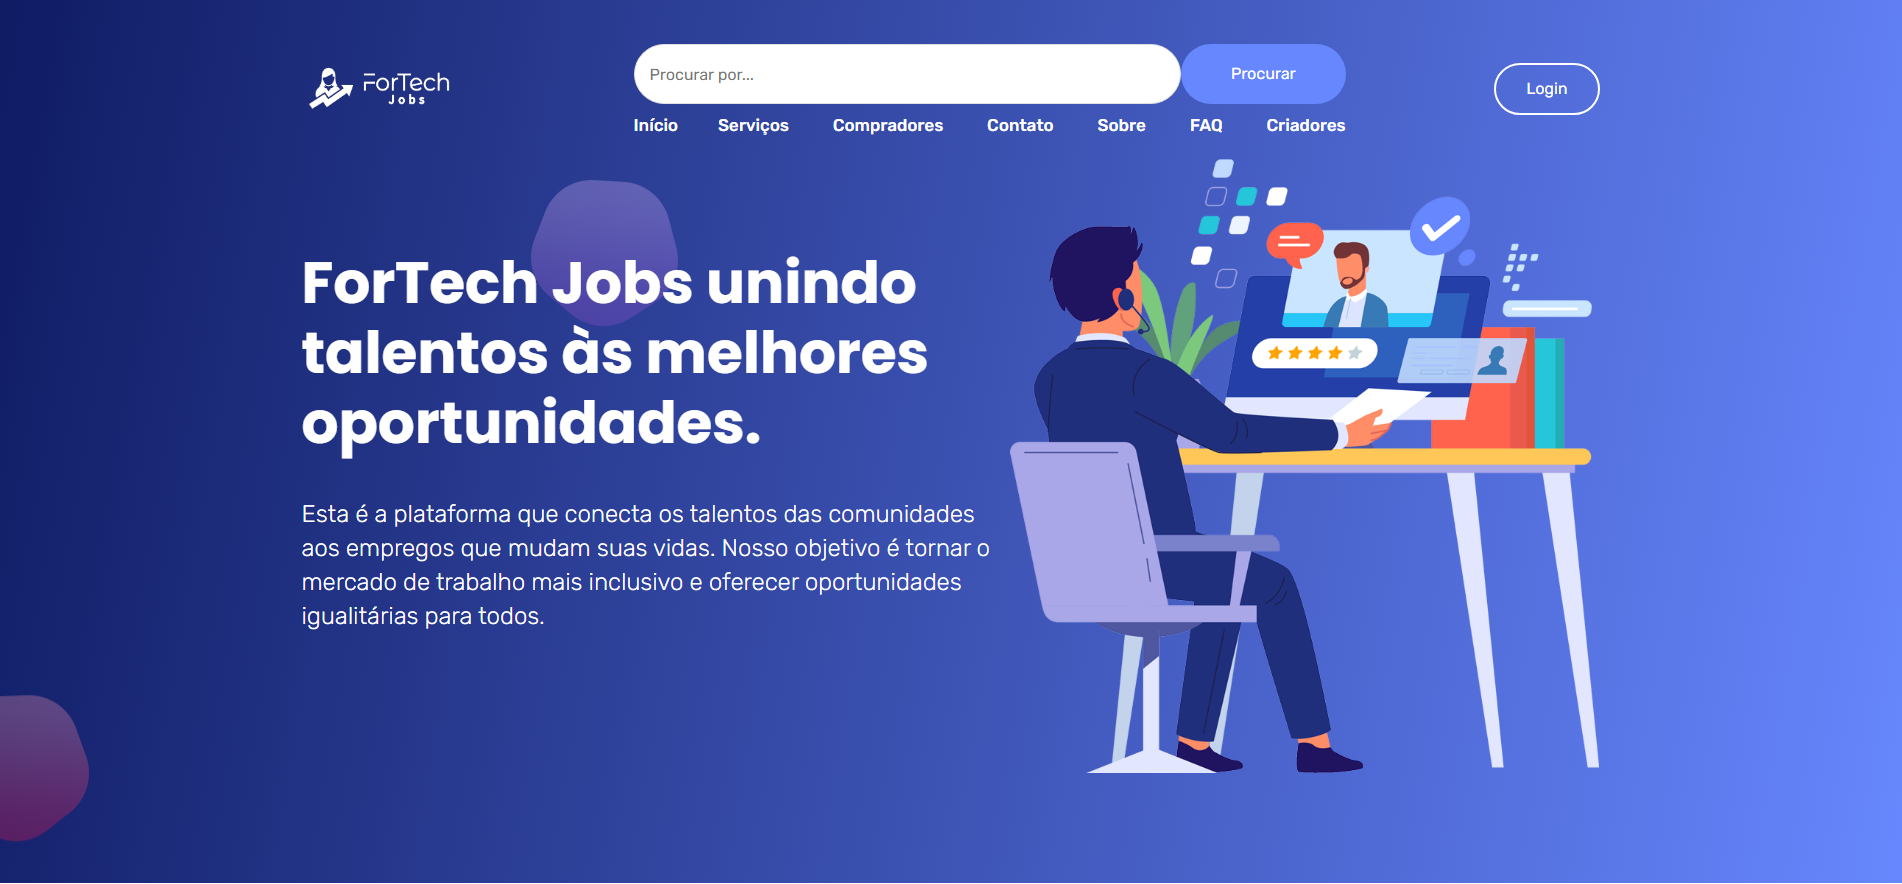 ForTech
Jobs
Procurar por...
Procurar
Login
Início Serviços Compradores Contato Sobre FAQ Criadores
ForTech Jobs unindo
talentos às melhores
oportunidades.
Esta é a plataforma que conecta os talentos das comunidades
aos empregos que mudam suas vidas. Nosso objetivo é tornar o
mercado de trabalho mais inclusivo e oferecer oportunidades
igualitárias para todos.